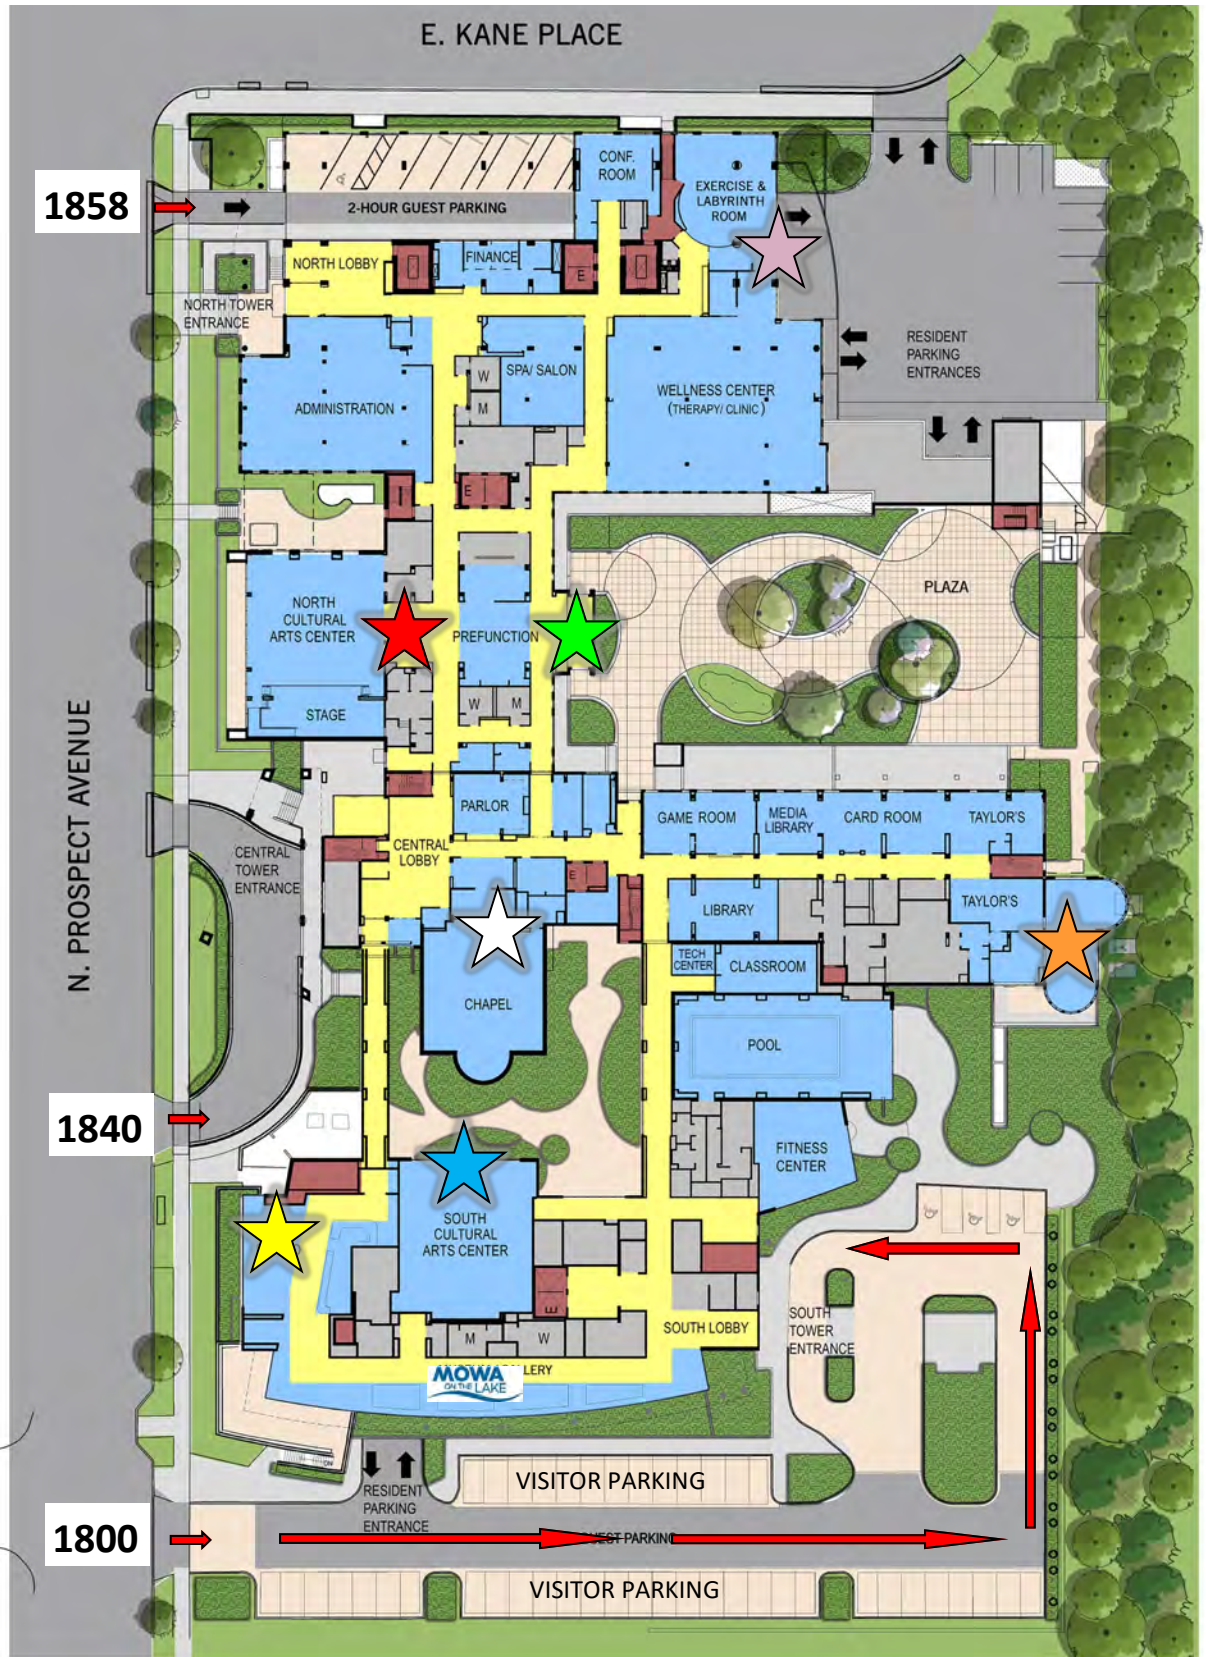 E. KANE PLACE
CONF.
ROOM
EXERCISE &
LABYRINTH
ROOM
1858
2-HOUR GUEST PARKING
NORTH LOBBY
FINANCE
E
NORTH TOWER
ENTRANCE
RESIDENT
PARKING
ENTRANCES
SPA/ SALON
W
M
WELLNESS CENTER
(THERAPY/ CLINIC)
ADMINISTRATION
E
PLAZA
NORTH
CULTURAL
ARTS CENTER
PREFUNCTION
W
M
STAGE
N. PROSPECT AVENUE
PARLOR
GAME ROOM
MEDIA
LIBRARY
CARD ROOM
TAYLOR'S
CENTRAL
LOBBY
CENTRAL
TOWER
ENTRANCE
E
TAYLOR'S
LIBRARY
TECH
CENTER
CLASSROOM
CHAPEL
POOL
1840
FITNESS
CENTER
SOUTH
CULTURAL
ARTS CENTER
E
SOUTH LOBBY
SOUTH
TOWER
ENTRANCE
M
W
LLERY
MOWA
ON THE LAKE
DN
VISITOR PARKING
RESIDENT
PARKING
ENTRANCE
1800
UEST PARKING
VISITOR PARKING